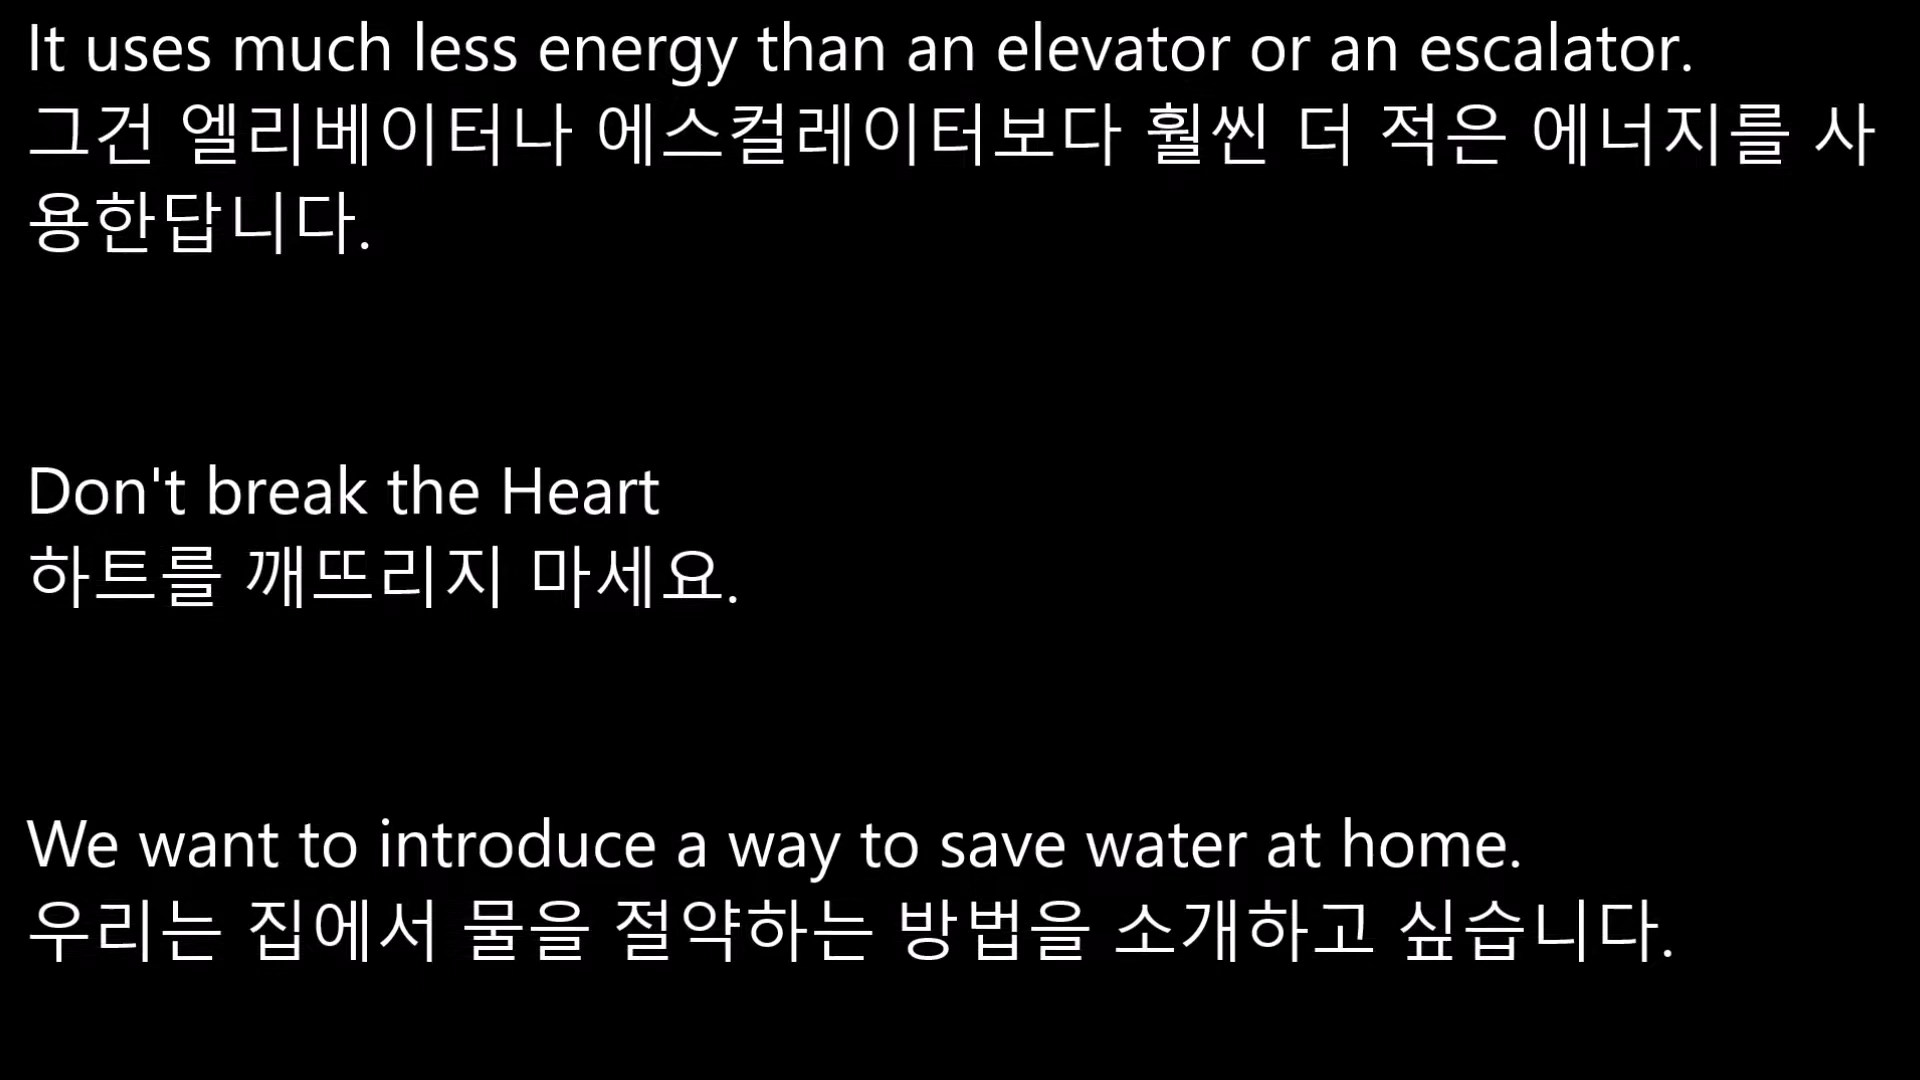 It uses much less energy than an elevator or an escalator.
그건 엘리베이터나 에스컬레이터보다 훨씬 더 적은 에너지를 사
용한답니다.
Don't break the Heart
하트를 깨뜨리지 마세요.
We want to introduce a way to save water at home.
우리는 집에서 물을 절약하는 방법을 소개하고 싶습니다.